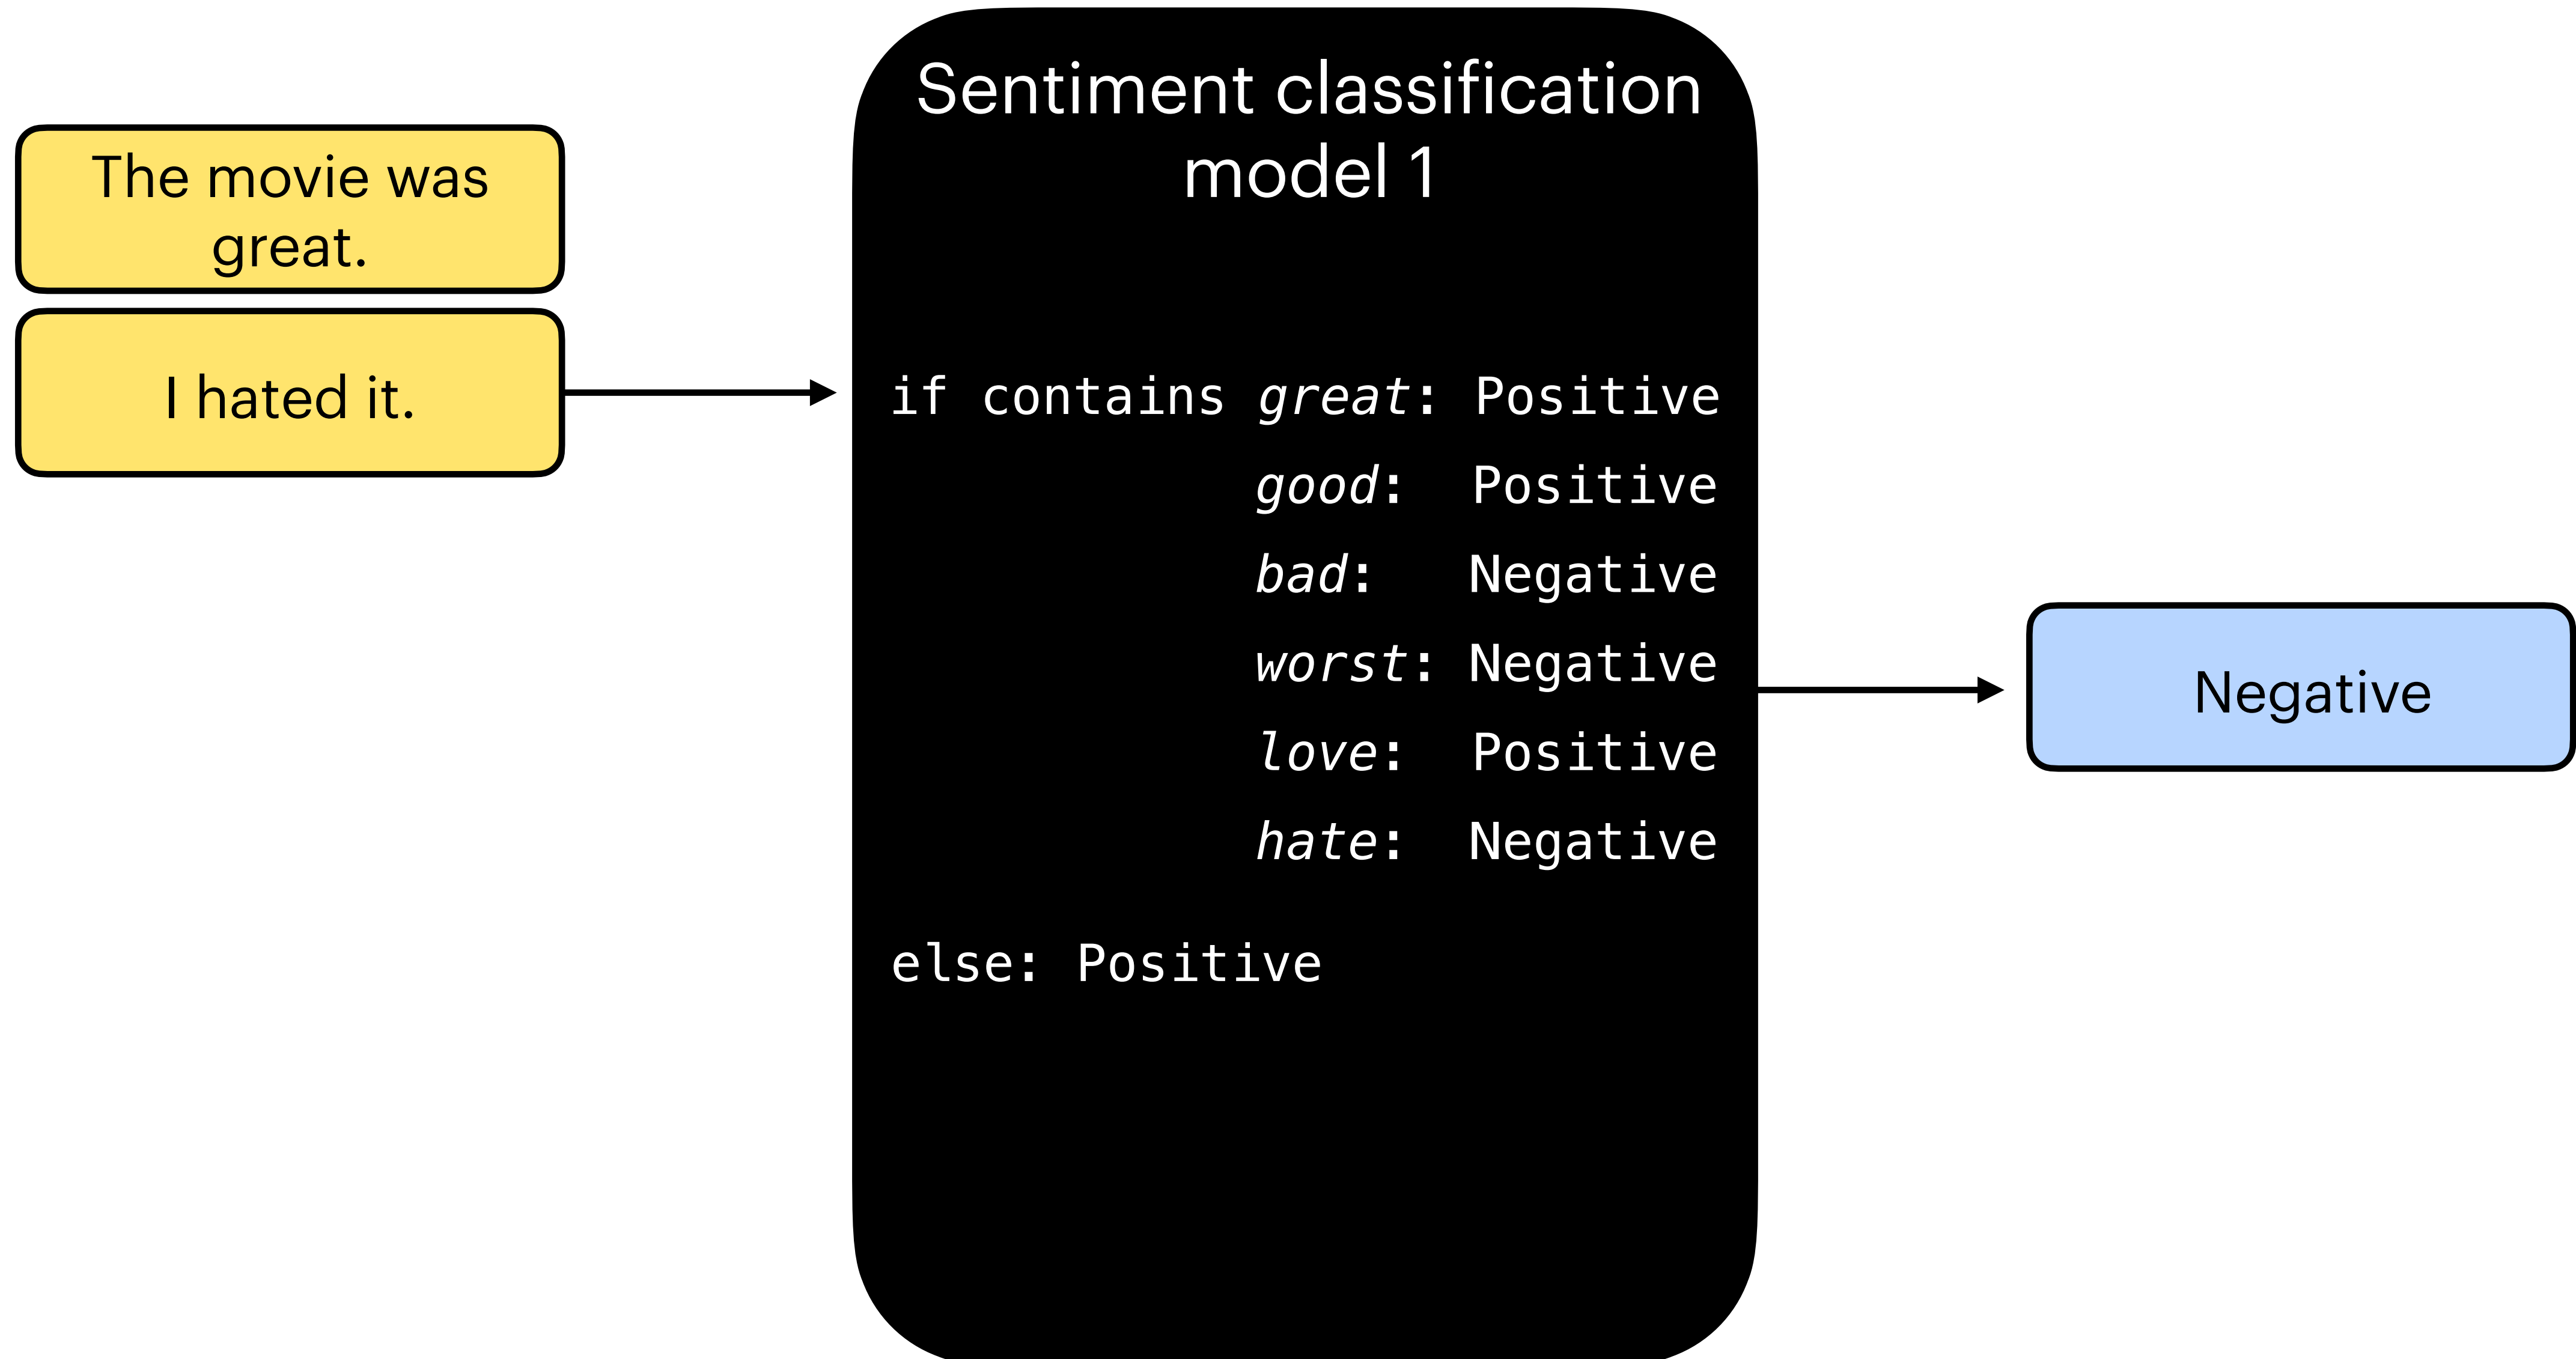 The movie was
great.
I hated it.
Sentiment classification
model 1
if contains great: Positive
good: Positive
bad: Negative
worst: Negative
love: Positive
hate: Negative
else: Positive
Negative